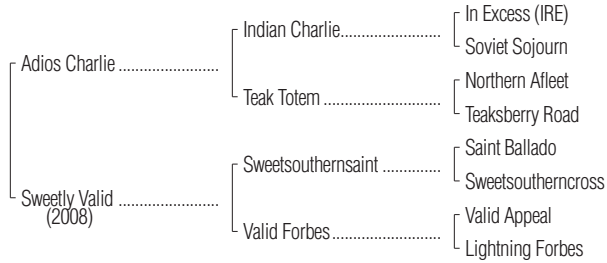 In Excess (IRE)
Indian Charlie.......................
Soviet Sojourn
Adios Charlie .......................
Northern Afleet
Teak Totem ...........................
Teaksberry Road
Saint Ballado
Sweetsouthernsaint ..............
Sweetsoutherncross
Sweetly Valid .......................
(2008)
Valid Appeal
Valid Forbes..........................
Lightning Forbes